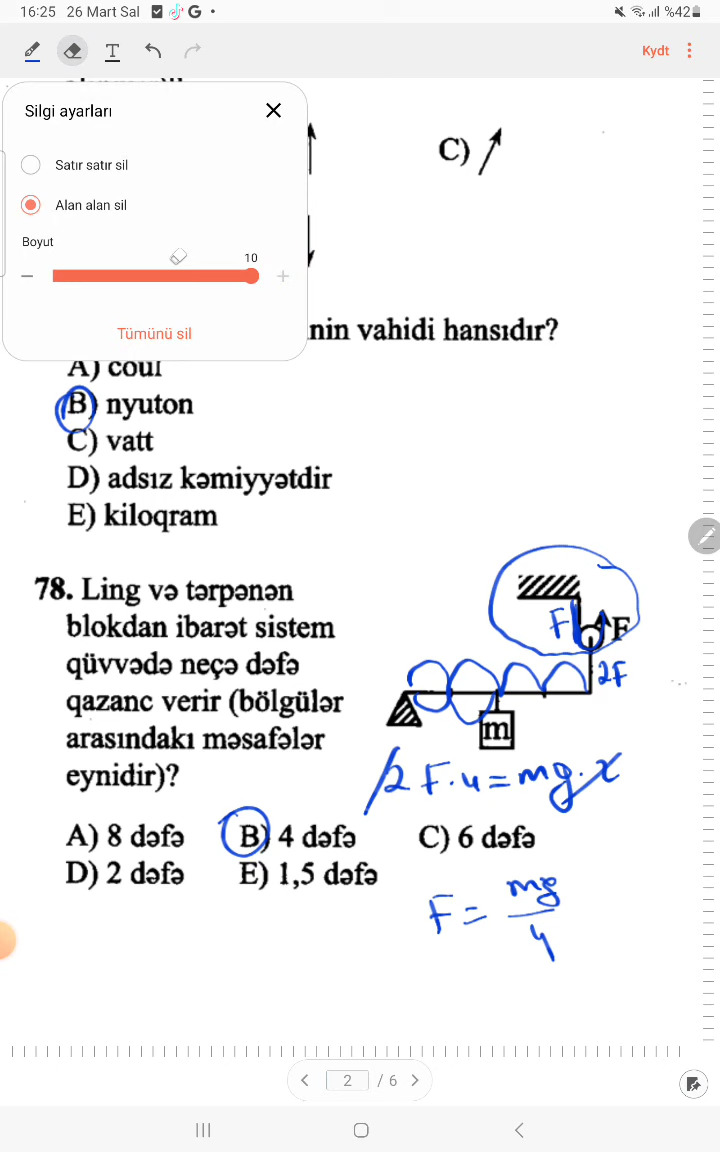 16:25 26 Mart Sal G %42
Kydt
Silgi ayarları
Satır satır sil
Alan alan sil
Boyut
10
Tümünü sil
C)
nin vahidi hansıdır?
A) coul
B) nyuton
C) vatt
D) adsız kəmiyyətdir
E) kiloqram
78. Ling və tərpənən
blokdan ibarət sistem
qüvvədə neçə dəfə
qazanc verir (bölgülər
arasındakı məsafələr
eynidir)?
F F
2F
m
2F·4=mg·2
A) 8 dəfə B) 4 dəfə C) 6 dəfə
D) 2 dəfə E) 1,5 dəfə
F = mg
4
2 / 6